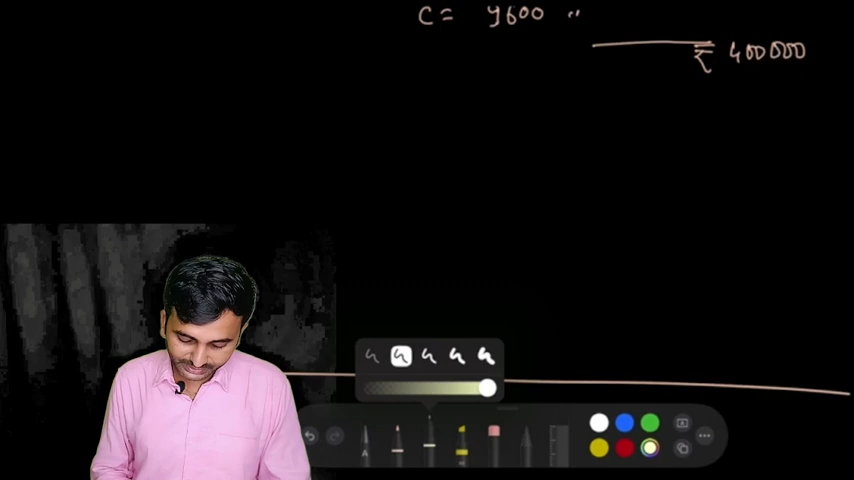 C = 9600 "
₹ 400000